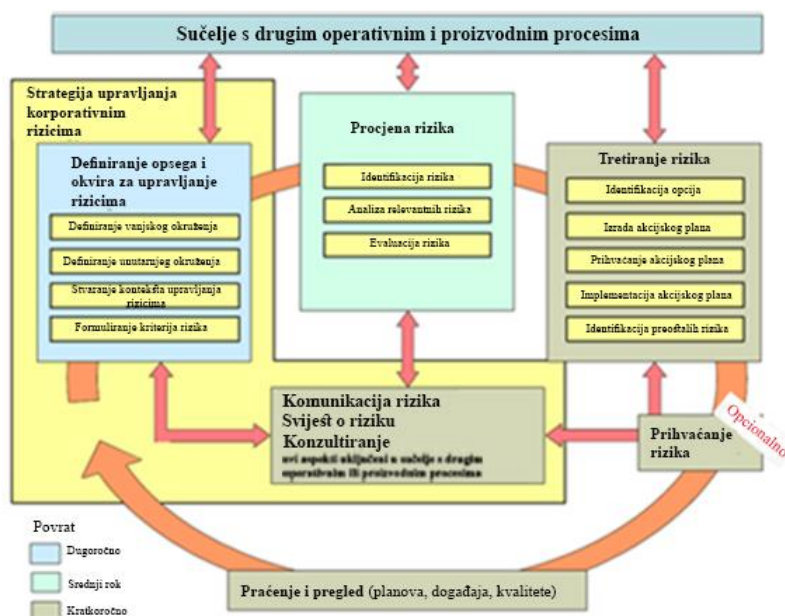 Sučelje s drugim operativnim i proizvodnim procesima
Strategija upravljanja
korporativnim
rizicima
Definiranje opsega i
okvira za upravljanje
rizicima
Definiranje vanjskog okruženja
Definiranje unutarnjeg okruženja
Stvaranje konteksta upravljanja
rizicima
Formuliranje kriterija rizika
Procjena rizika
Identifikacija rizika
Analiza relevantnih rizika
Evaluacija rizika
Tretiranje rizika
Identifikacija opcija
Izrada akcijskog plana
Prihvaćanje akcijskog plana
Implementacija akcijskog plana
Identifikacija preostalih rizika
Komunikacija rizika
Svijest o riziku
Konzultiranje
svi aspekti uključeni u sučelje s drugim
operativnim ili proizvodnim procesima
Prihvaćanje
rizika
Opcionalno
Povrat
Dugoročno
Srednji rok
Kratkoročno
Praćenje i pregled (planova, događaja, kvalitete)